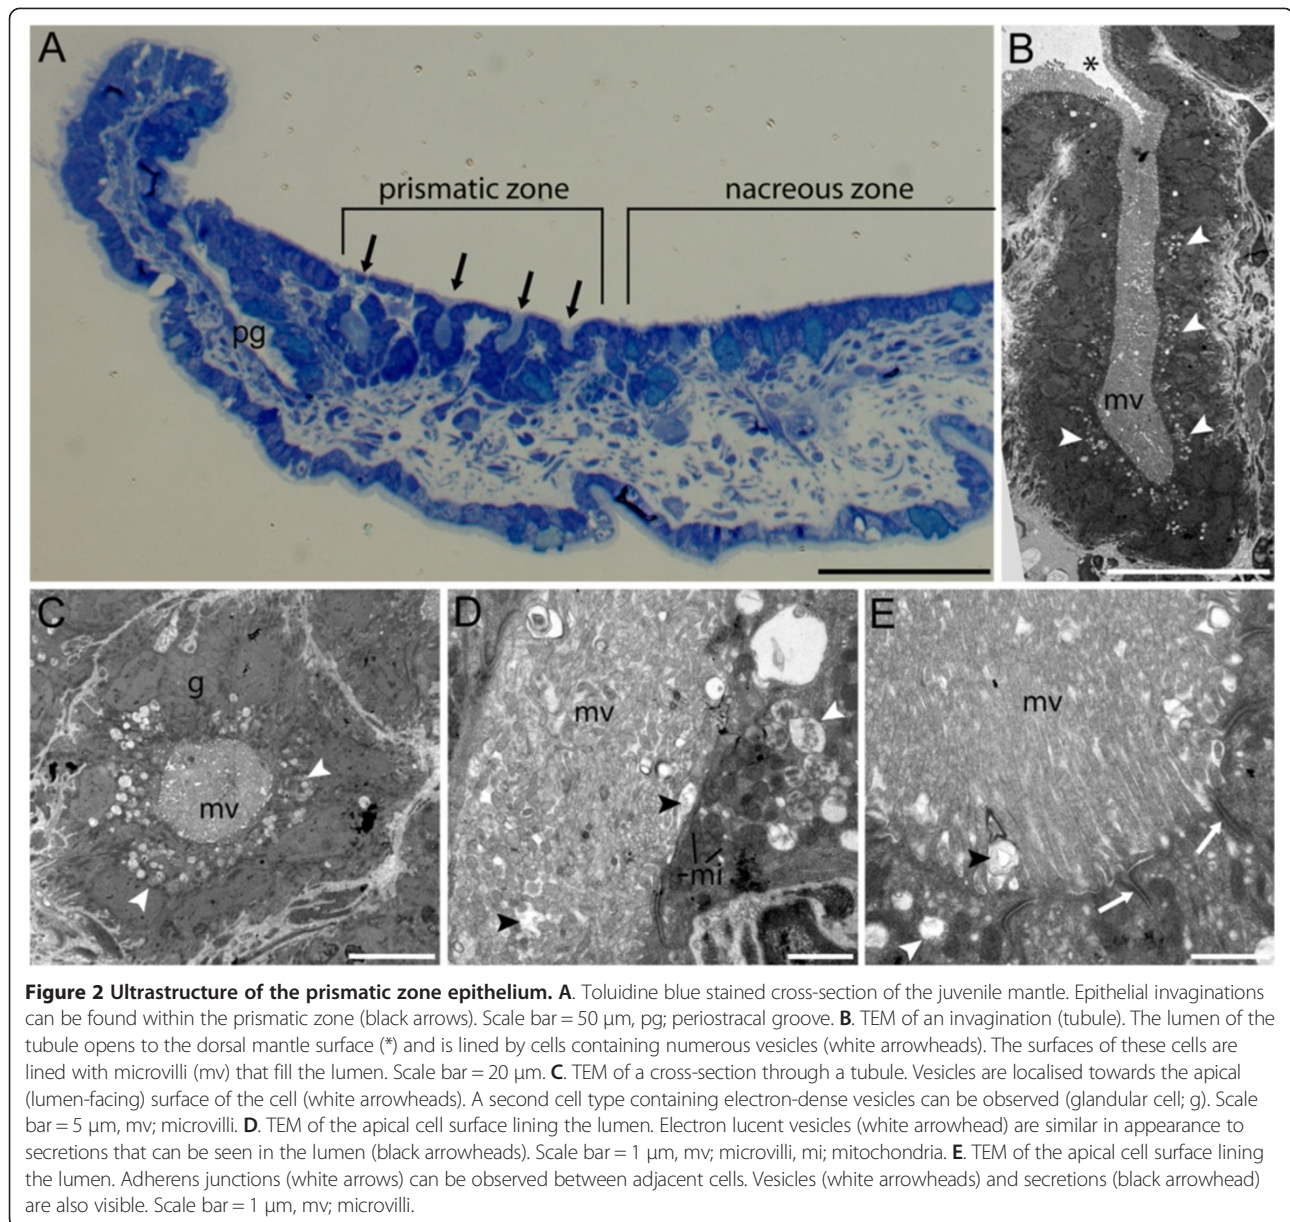 A
prismatic zone
nacreous zone
pg
B
*
mv
C
g
mv
D
mv
mi
E
mv
Figure 2 Ultrastructure of the prismatic zone epithelium. A. Toluidine blue stained cross-section of the juvenile mantle. Epithelial invaginations
can be found within the prismatic zone (black arrows). Scale bar = 50 μm, pg; periostracal groove. B. TEM of an invagination (tubule). The lumen of the
tubule opens to the dorsal mantle surface (*) and is lined by cells containing numerous vesicles (white arrowheads). The surfaces of these cells are
lined with microvilli (mv) that fill the lumen. Scale bar = 20 μm. C. TEM of a cross-section through a tubule. Vesicles are localised towards the apical
(lumen-facing) surface of the cell (white arrowheads). A second cell type containing electron-dense vesicles can be observed (glandular cell; g). Scale
bar = 5 μm, mv; microvilli. D. TEM of the apical cell surface lining the lumen. Electron lucent vesicles (white arrowhead) are similar in appearance to
secretions that can be seen in the lumen (black arrowheads). Scale bar = 1 μm, mv; microvilli, mi; mitochondria. E. TEM of the apical cell surface lining
the lumen. Adherens junctions (white arrows) can be observed between adjacent cells. Vesicles (white arrowheads) and secretions (black arrowhead)
are also visible. Scale bar = 1 μm, mv; microvilli.